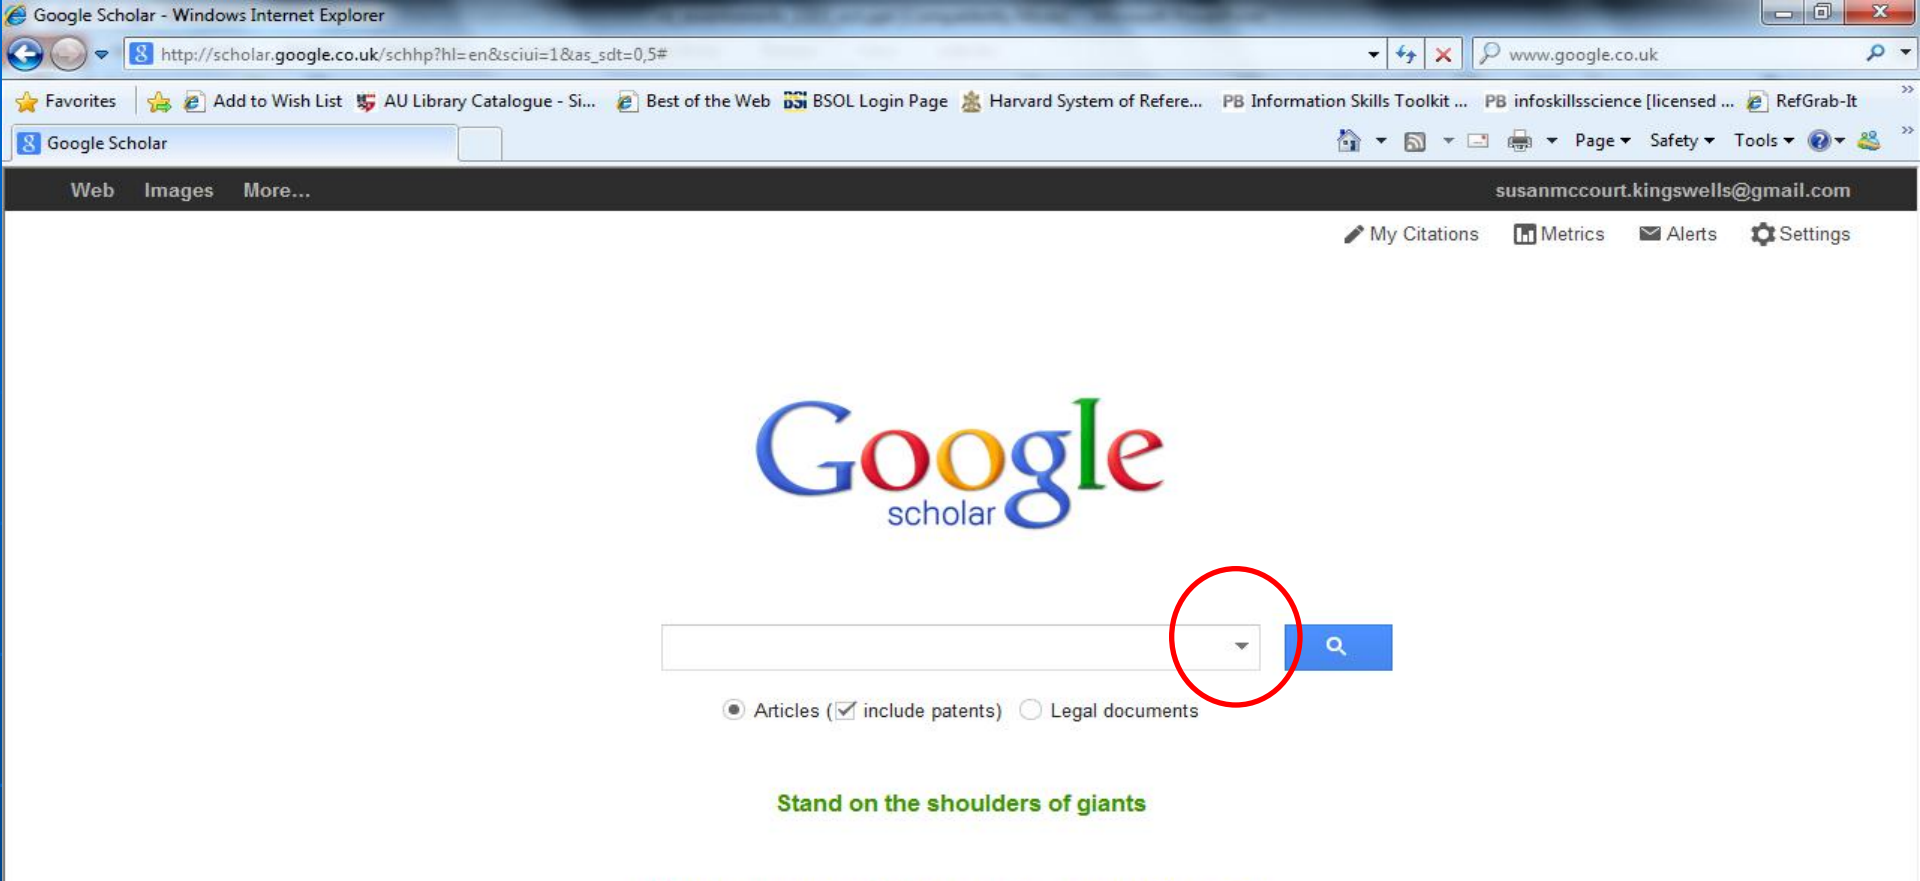 Google Scholar - Windows Internet Explorer
http://scholar.google.co.uk/schhp?hl=en&sciui=1&as_sdt=0,5#
www.google.co.uk
Favorites Add to Wish List AU Library Catalogue - Si... Best of the Web BSI BSOL Login Page Harvard System of Refere... PB Information Skills Toolkit ... PB infoskillsscience [licensed ... RefGrab-It
Google Scholar
Page Safety Tools
Web Images More... susanmccourt.kingswells@gmail.com
My Citations Metrics Alerts Settings
Google
scholar
Articles (include patents) Legal documents
Stand on the shoulders of giants